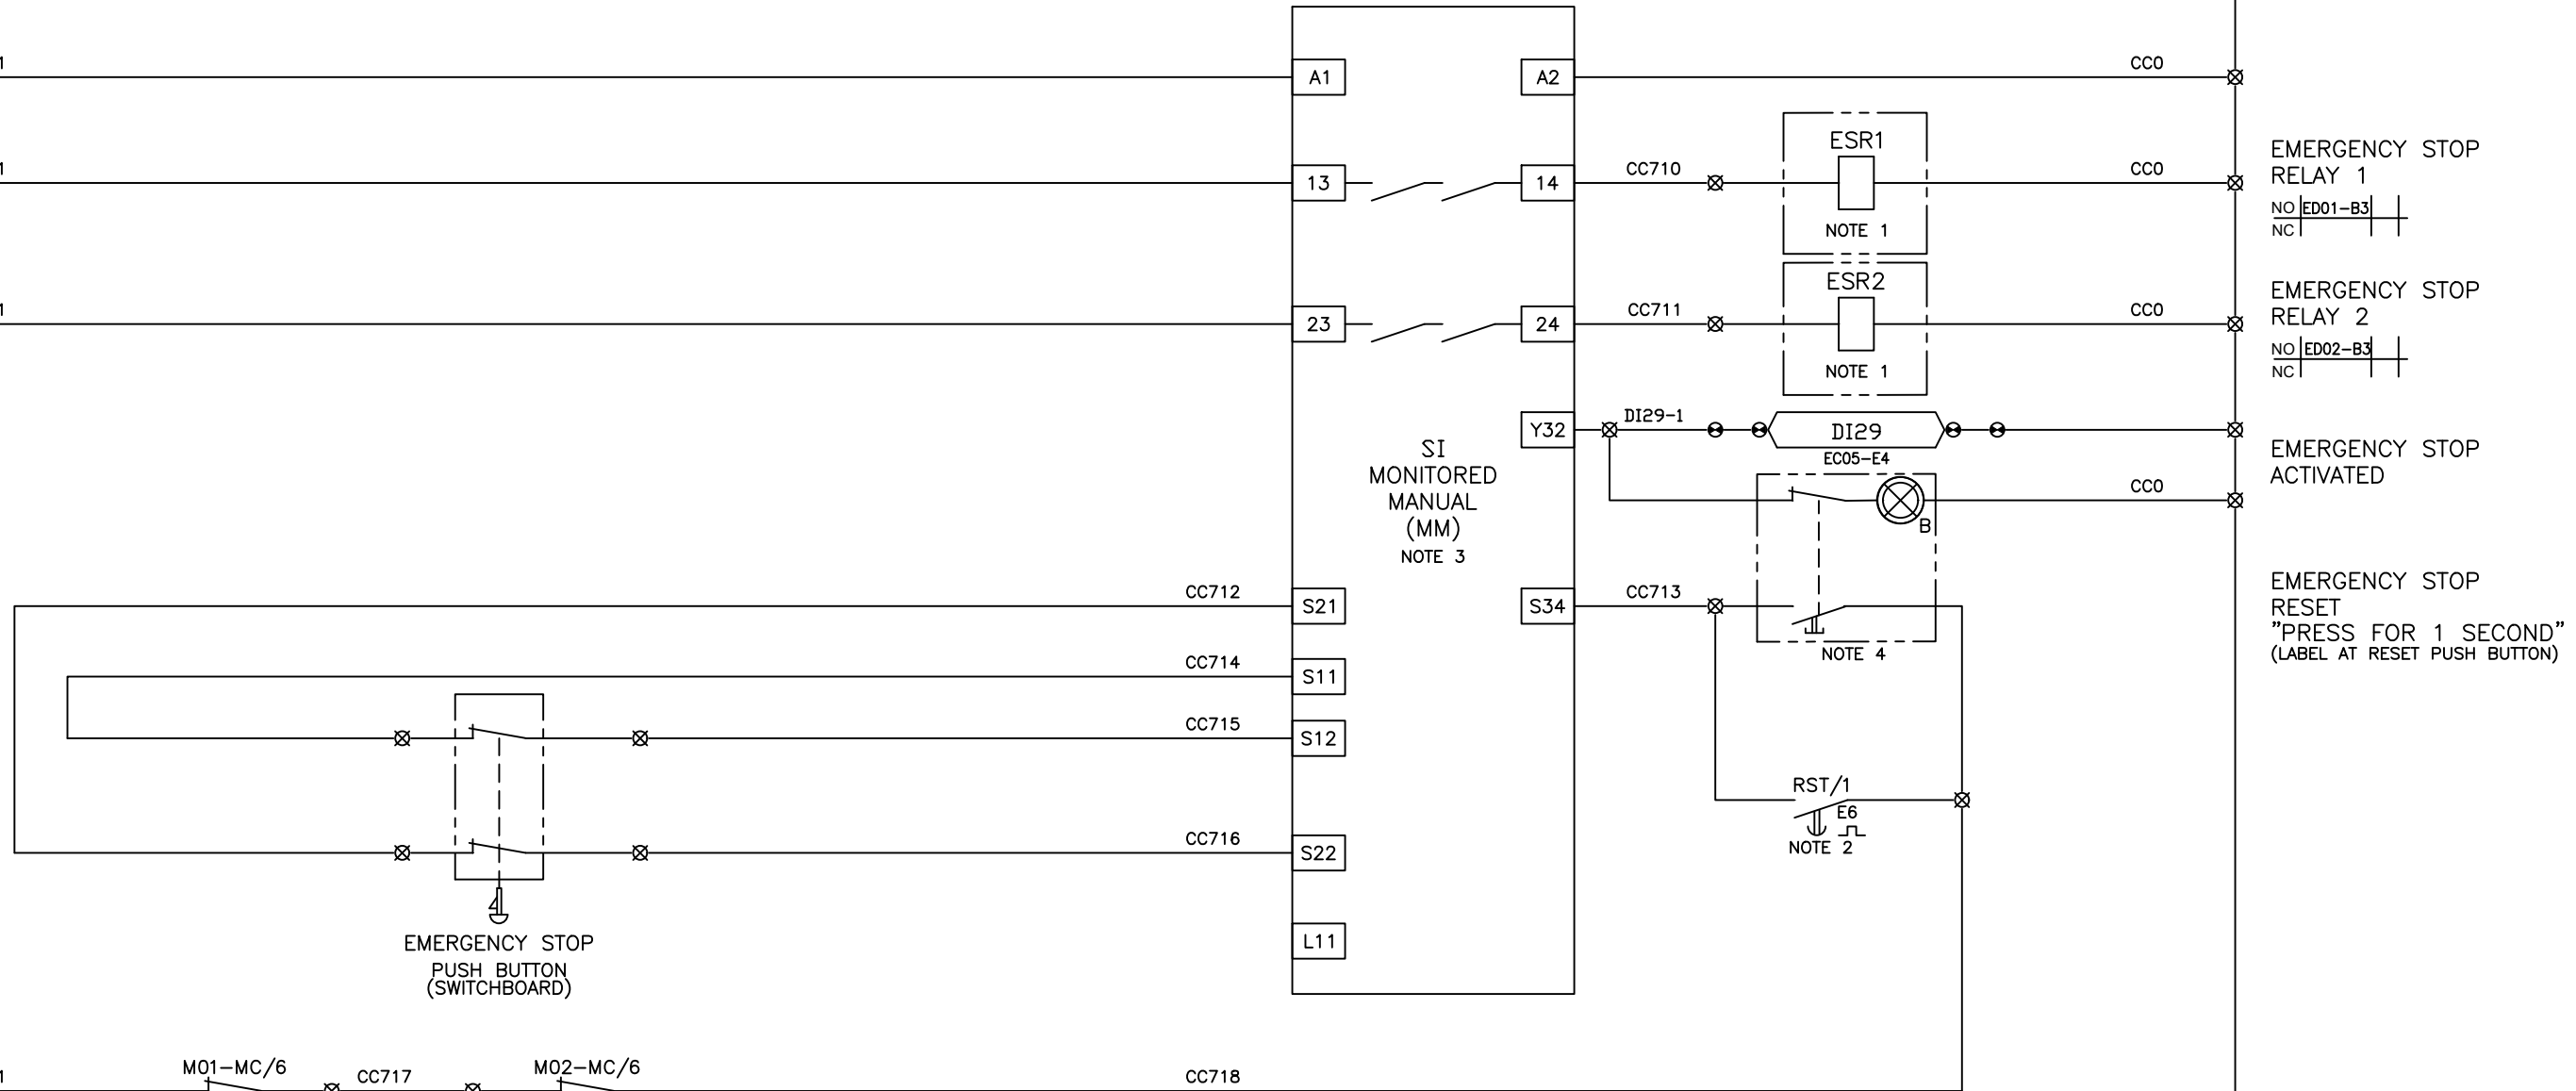 1
A1
A2
CC0
1
13
14
CC710
ESR1
NOTE 1
CC0
EMERGENCY STOP
RELAY 1
NO ED01-B3
NC
1
23
24
CC711
ESR2
NOTE 1
CC0
EMERGENCY STOP
RELAY 2
NO ED02-B3
NC
Y32
DI29-1
DI29
EC05-E4
EMERGENCY STOP
ACTIVATED
B
CC0
SI
MONITORED
MANUAL
(MM)
NOTE 3
CC712
S21
S34
CC713
NOTE 4
EMERGENCY STOP
RESET
"PRESS FOR 1 SECOND"
(LABEL AT RESET PUSH BUTTON)
CC714
S11
CC715
S12
RST/1
E6
NOTE 2
CC716
S22
L11
EMERGENCY STOP
PUSH BUTTON
(SWITCHBOARD)
1
M01-MC/6
CC717
M02-MC/6
CC718